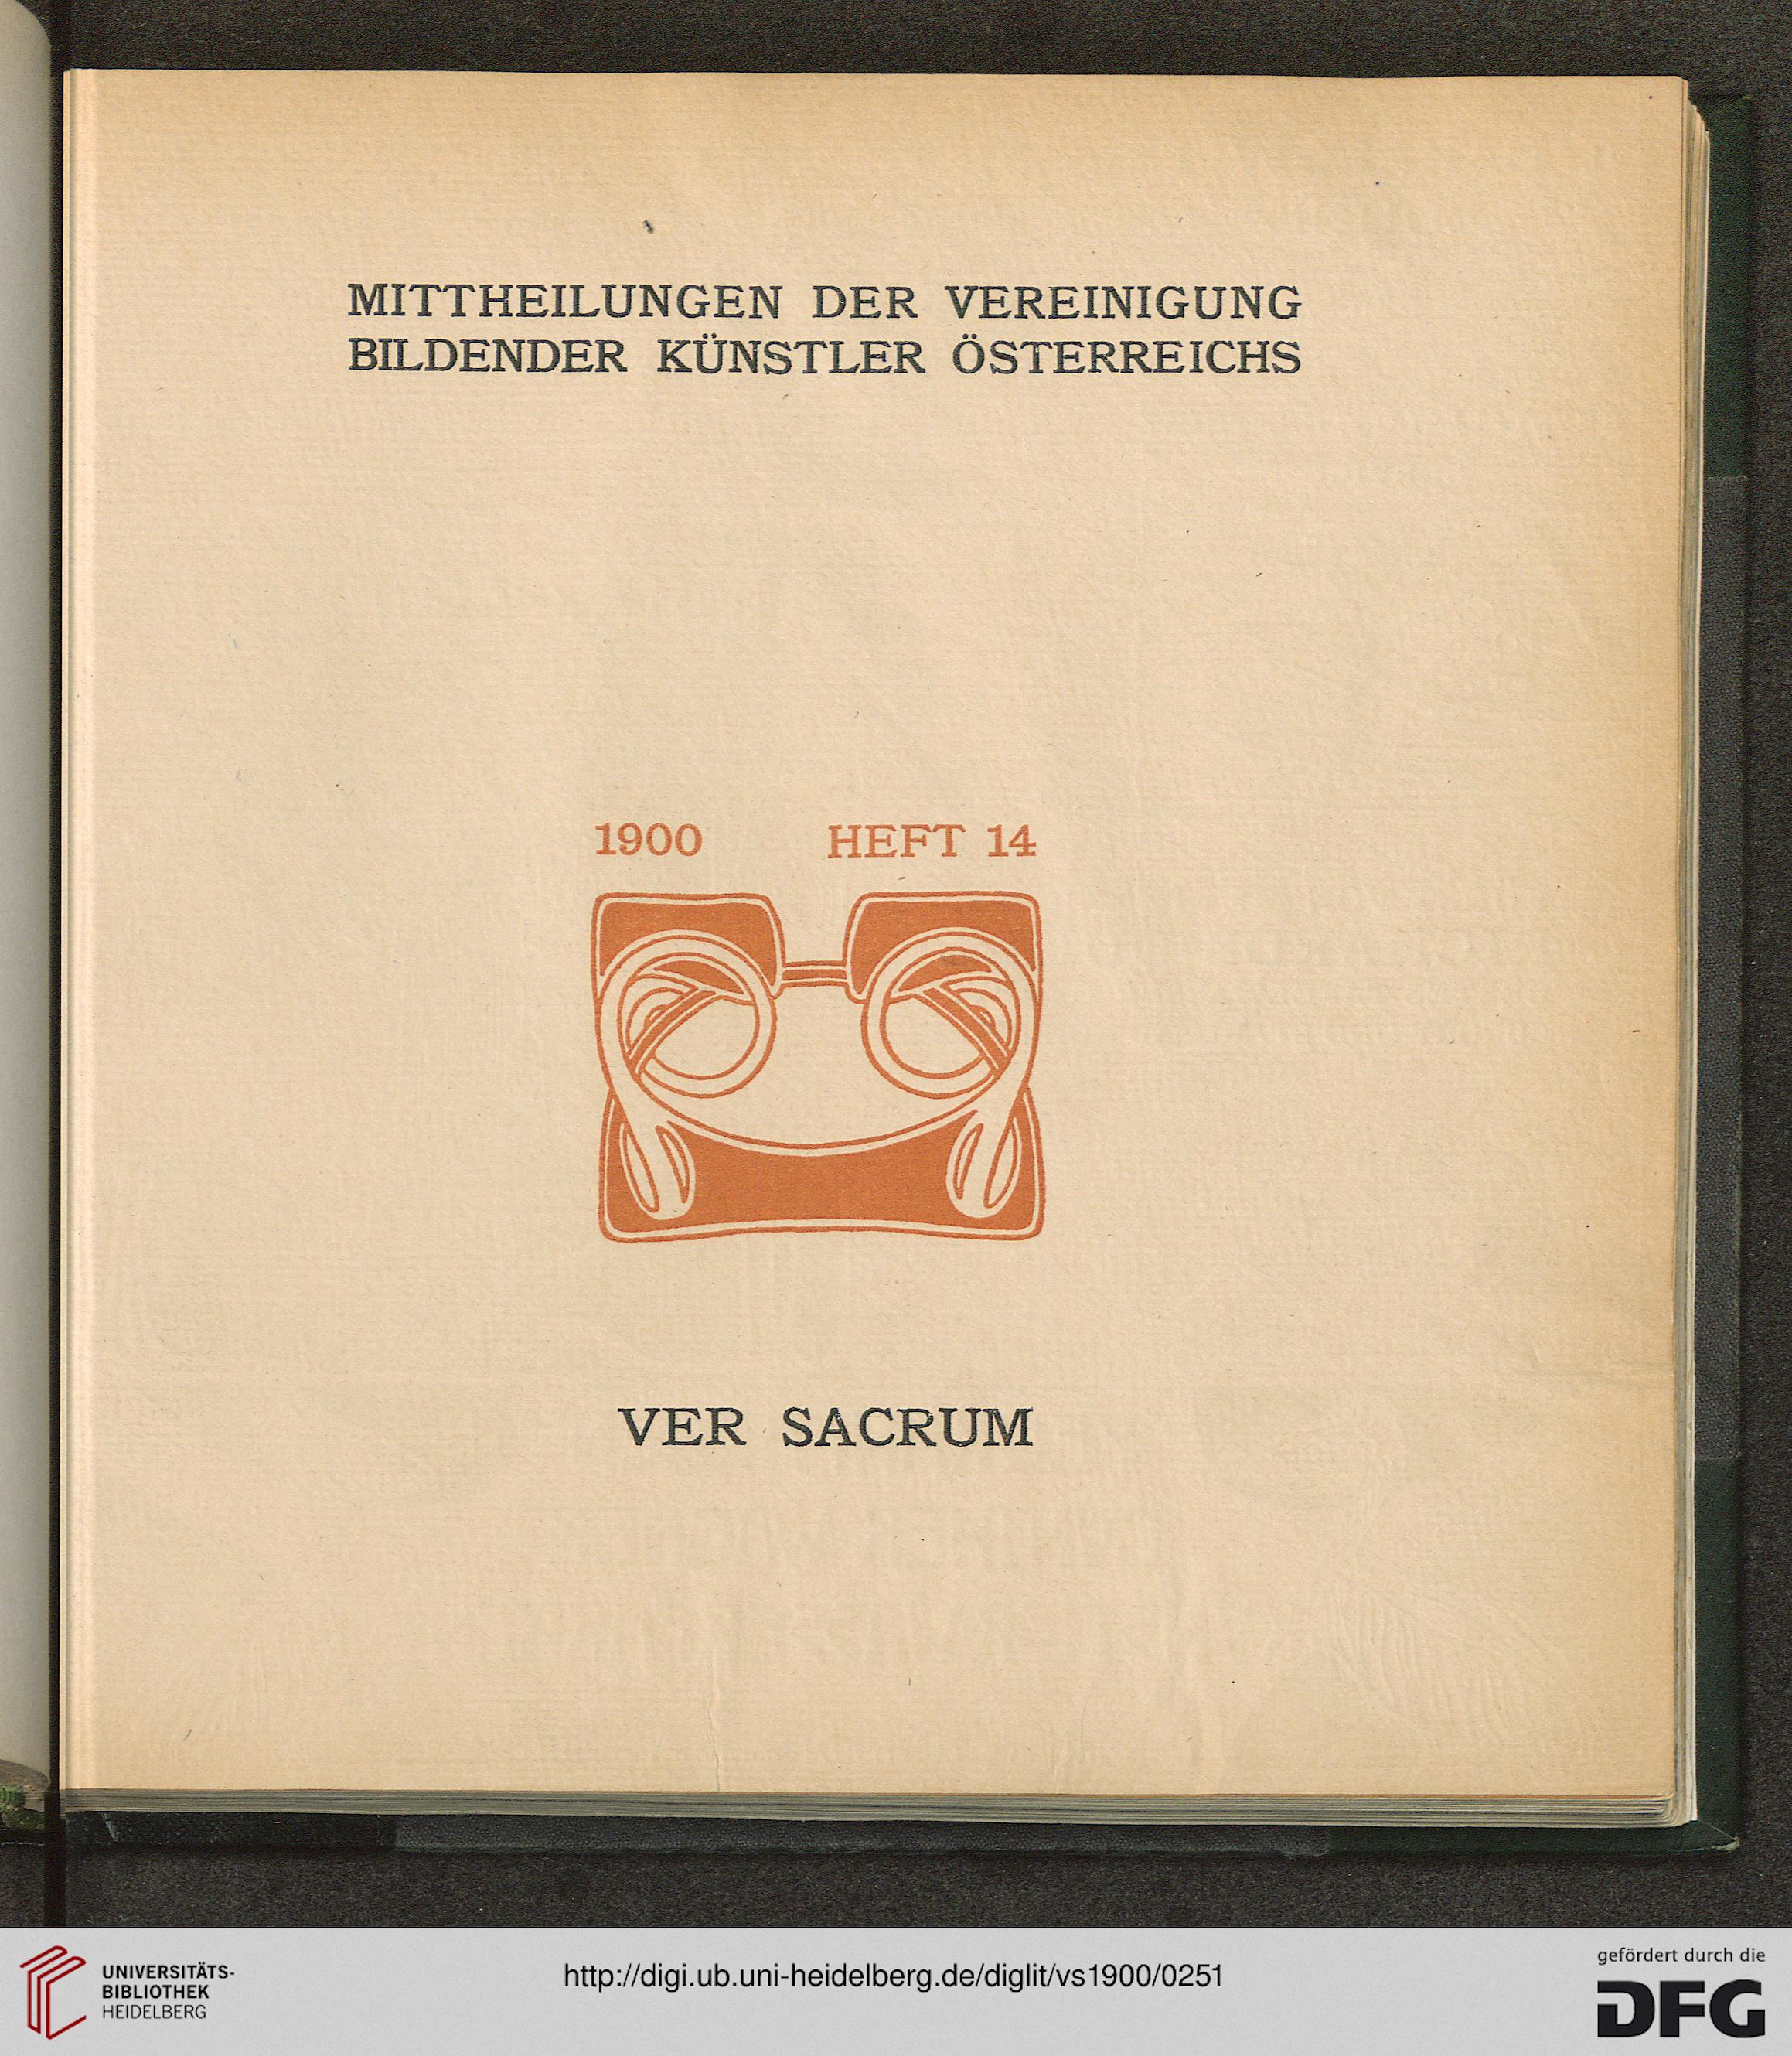 MITTHEILUNGEN DER VEREINIGUNG
BILDENDER KÜNSTLER ÖSTERREICHS
1900 HEFT 14
VER SACRUM
UNIVERSITÄTS-
BIBLIOTHEK
HEIDELBERG
http://digi.ub.uni-heidelberg.de/diglit/vs1900/0251
gefördert durch die
DFG